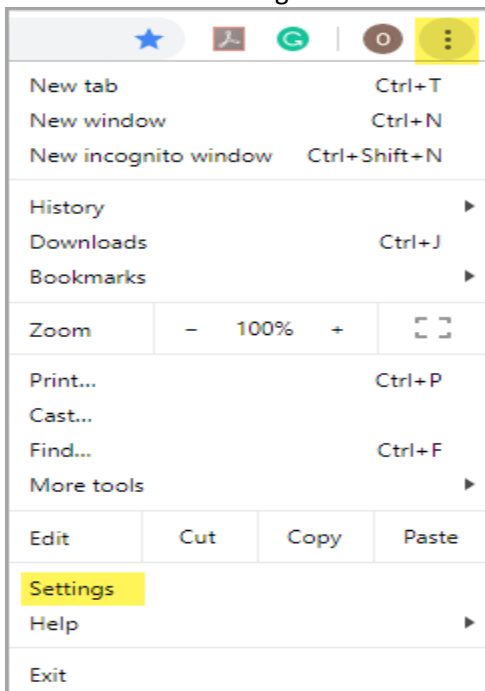 O
New tab Ctrl+T
New window Ctrl+N
New incognito window Ctrl+Shift+N
History
Downloads Ctrl+J
Bookmarks
Zoom - 100% +
Print... Ctrl+P
Cast...
Find... Ctrl+F
More tools
Edit Cut Copy Paste
Settings
Help
Exit